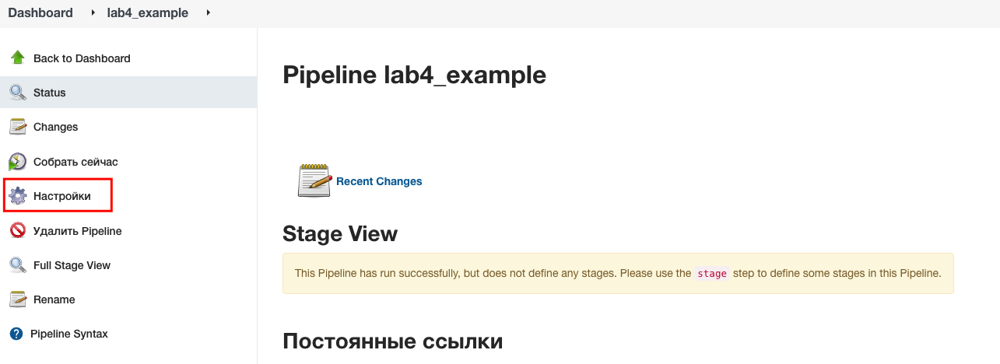 Dashboard
lab4_example
Back to Dashboard
Status
Changes
Собрать сейчас
Настройки
Удалить Pipeline
Full Stage View
Rename
Pipeline Syntax
Pipeline lab4_example
Recent Changes
Stage View
This Pipeline has run successfully, but does not define any stages. Please use the stage step to define some stages in this Pipeline.
Постоянные ссылки